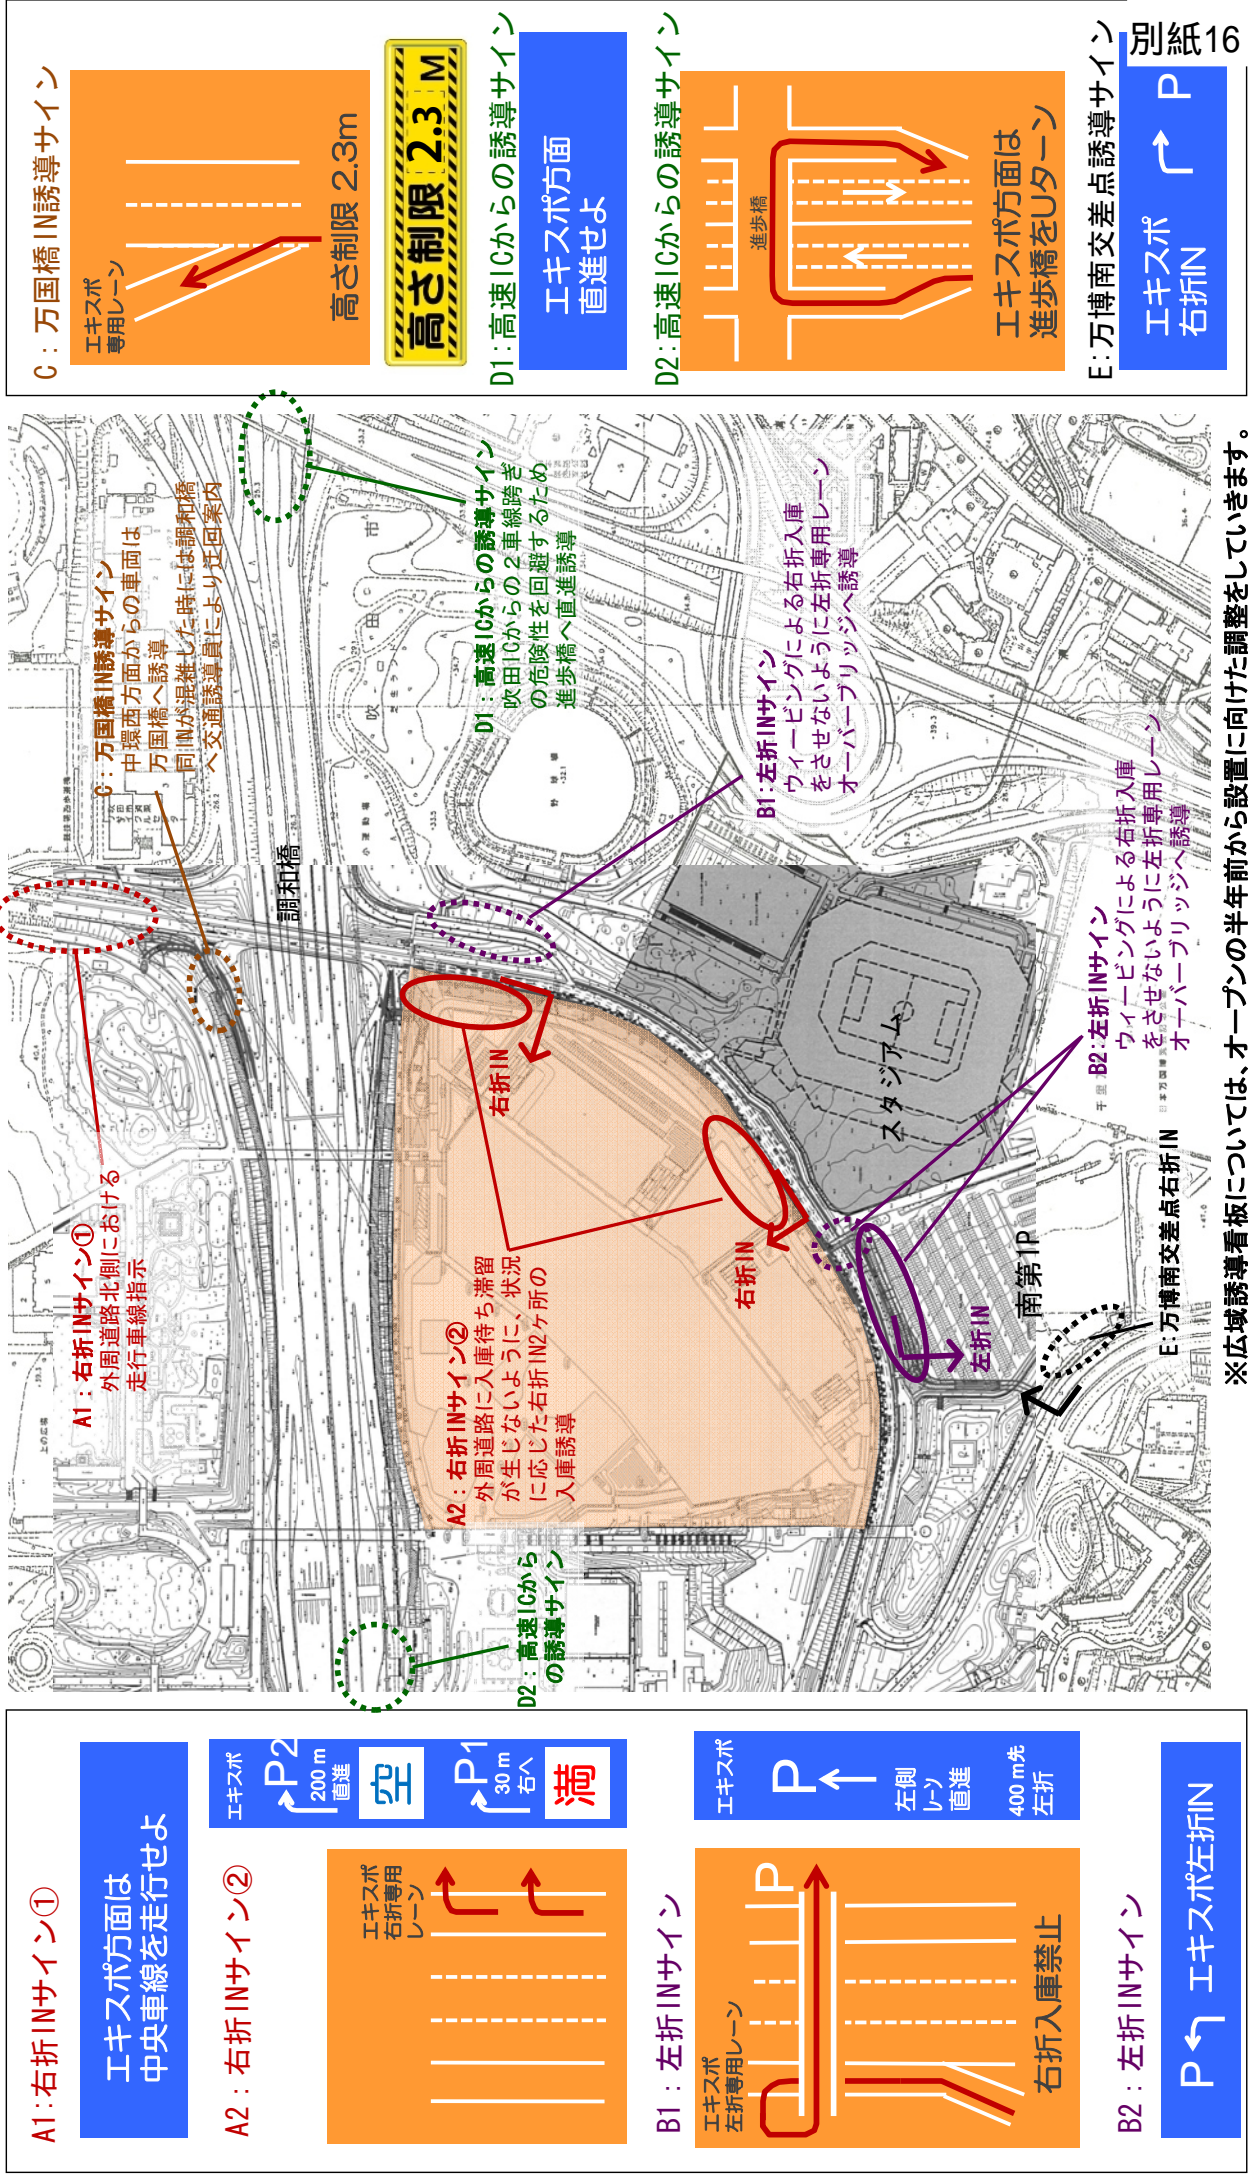 別紙16
A1:右折INサイン①
エキスポ方面は
中央車線を走行せよ
A2：右折INサイン②
エキスポ
右折専用
レーン
エキスポ
P2
200m
直進
空
P1
30m
右へ
満
B1：左折INサイン
エキスポ
左折専用レーン
P
右折入庫禁止
エキスポ
P
左側
レーン
直進
400m先
左折
B2：左折INサイン
P
エキスポ左折IN
A1：右折INサイン①
外周道路北側における
走行車線指示
C：万国橋IN誘導サイン
中環西方面からの車両は
万国橋へ誘導
同INが混雑した時には調和橋
へ交通誘導員により迂回案内
調和橋
A2：右折INサイン②
外周道路に入庫待ち滞留
が生じないように、状況
に応じた右折IN2ヶ所の
入庫誘導
右折IN
右折IN
D1：高速ICからの誘導サイン
吹田ICからの2車線跨ぎ
の危険性を回避するため
進歩橋へ直進誘導
D2：高速ICから
の誘導サイン
B1:左折INサイン
ウィービングによる右折入庫
をさせないように左折専用レーン
オーバーブリッジへ誘導
スタジアム
左折IN
南第1P
B2:左折INサイン
ウィービングによる右折入庫
をさせないように左折専用レーン
オーバーブリッジへ誘導
E:万博南交差点右折IN
吹
田
市
野球場
※広域誘導看板については、オープンの半年前から設置に向けた調整をしていきます。
C：万国橋IN誘導サイン
エキスポ
専用レーン
高さ制限 2.3m
高さ制限 2.3 M
D1:高速ICからの誘導サイン
エキスポ方面
直進せよ
D2:高速ICからの誘導サイン
進歩橋
エキスポ方面は
進歩橋をUターン
E:万博南交差点誘導サイン
エキスポ
右折IN
P